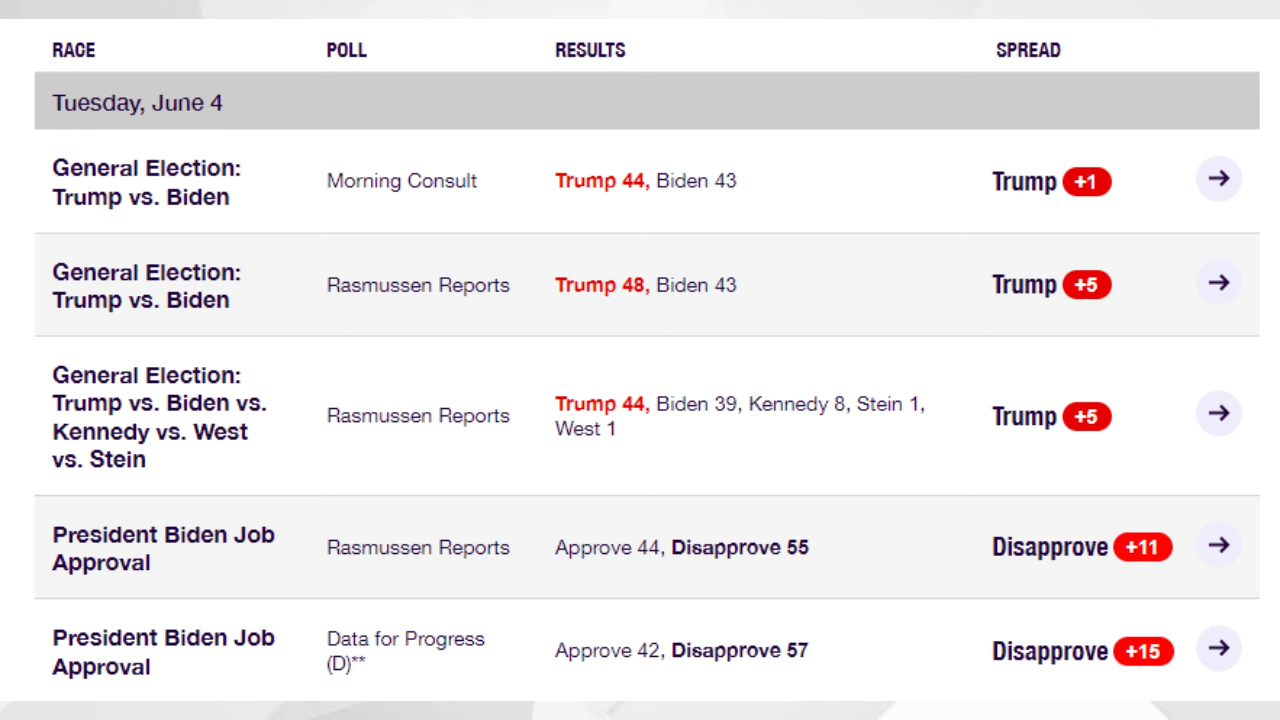 RACE POLL RESULTS SPREAD
Tuesday, June 4
General Election:
Trump vs. Biden
Morning Consult
Trump 44, Biden 43
Trump +1
General Election:
Trump vs. Biden
Rasmussen Reports
Trump 48, Biden 43
Trump +5
General Election:
Trump vs. Biden vs.
Kennedy vs. West
vs. Stein
Rasmussen Reports
Trump 44, Biden 39, Kennedy 8, Stein 1,
West 1
Trump +5
President Biden Job
Approval
Rasmussen Reports
Approve 44, Disapprove 55
Disapprove +11
President Biden Job
Approval
Data for Progress
(D)**
Approve 42, Disapprove 57
Disapprove +15